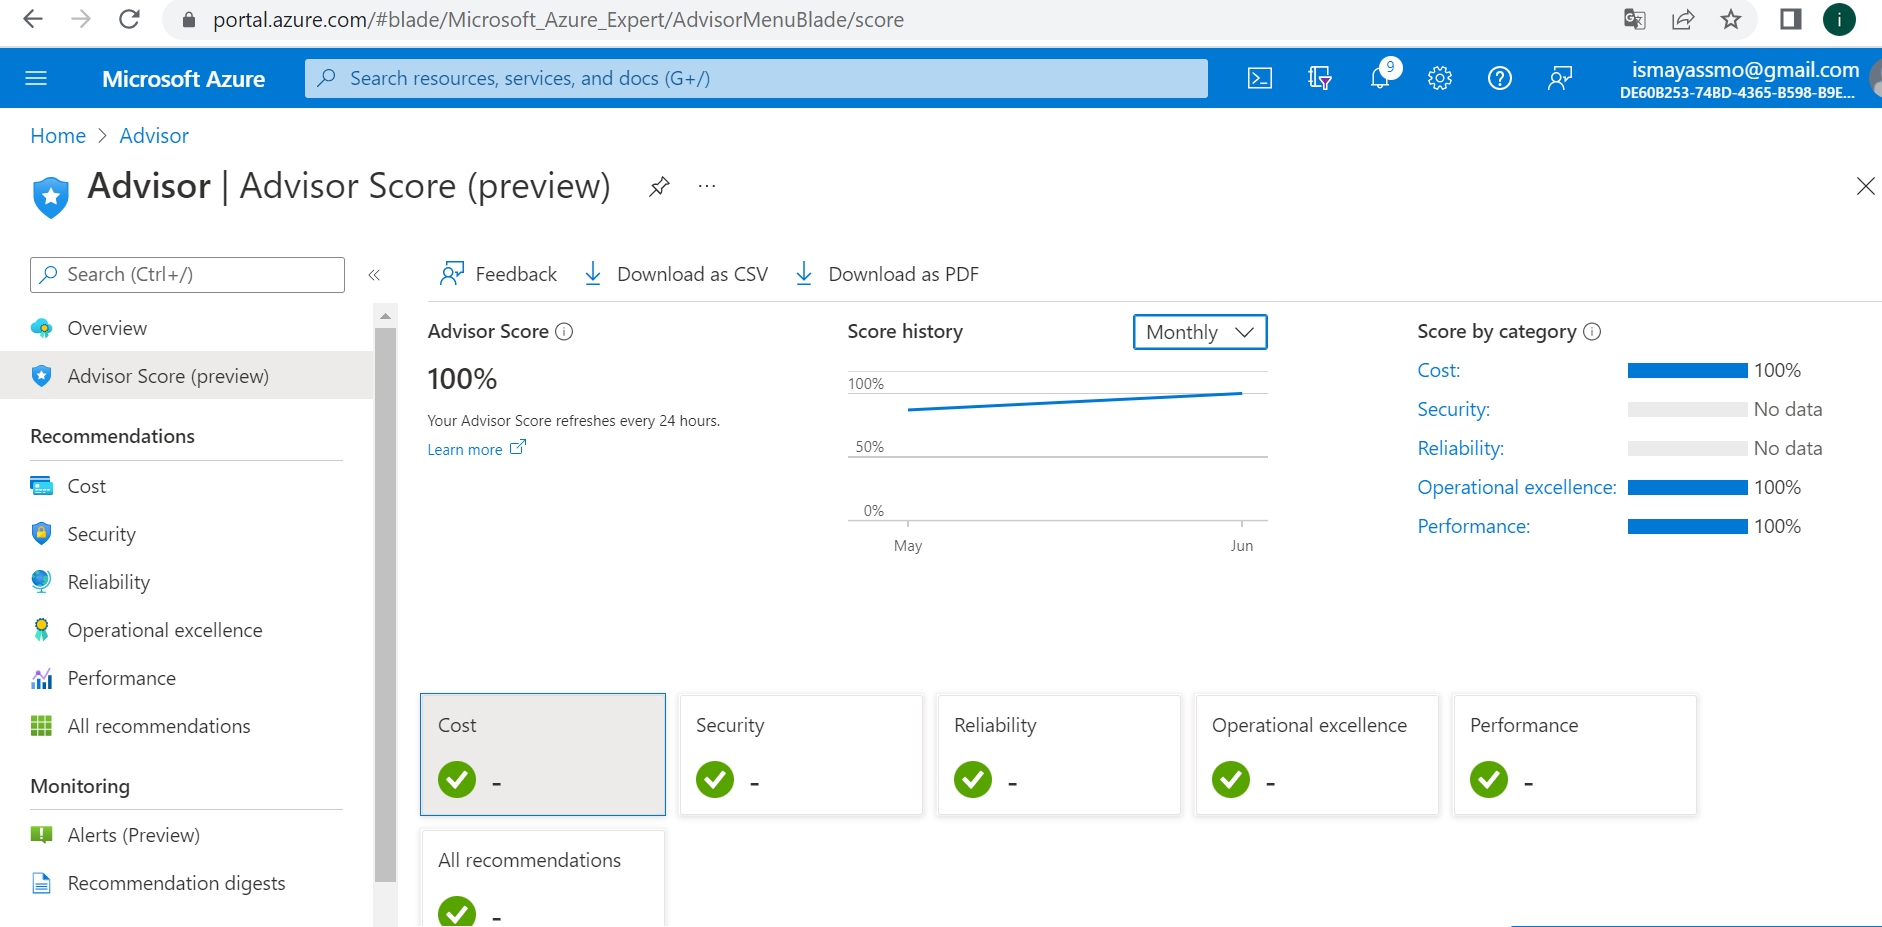 portal.azure.com/#blade/Microsoft_Azure_Expert/AdvisorMenuBlade/score
i
Microsoft Azure
Search resources, services, and docs (G+/)
9
ismayassmo@gmail.com
DE60B253-74BD-4365-B598-B9E...
Home > Advisor
Advisor | Advisor Score (preview)
...
Search (Ctrl+/)
«
Overview
Advisor Score (preview)
Recommendations
Cost
Security
Reliability
Operational excellence
Performance
All recommendations
Monitoring
Alerts (Preview)
Recommendation digests
Feedback
Download as CSV
Download as PDF
Advisor Score
100%
Your Advisor Score refreshes every 24 hours.
Learn more
Score history
Monthly
100%
50%
0%
May
Jun
Score by category
Cost: 100%
Security: No data
Reliability: No data
Operational excellence: 100%
Performance: 100%
Cost
-
Security
-
Reliability
-
Operational excellence
-
Performance
-
All recommendations
-